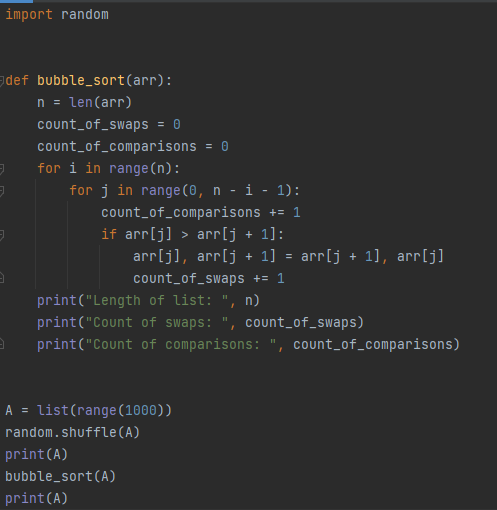 import random
def bubble_sort(arr):
    n = len(arr)
    count_of_swaps = 0
    count_of_comparisons = 0
    for i in range(n):
        for j in range(0, n - i - 1):
            count_of_comparisons += 1
            if arr[j] > arr[j + 1]:
                arr[j], arr[j + 1] = arr[j + 1], arr[j]
                count_of_swaps += 1
    print("Length of list: ", n)
    print("Count of swaps: ", count_of_swaps)
    print("Count of comparisons: ", count_of_comparisons)
A = list(range(1000))
random.shuffle(A)
print(A)
bubble_sort(A)
print(A)